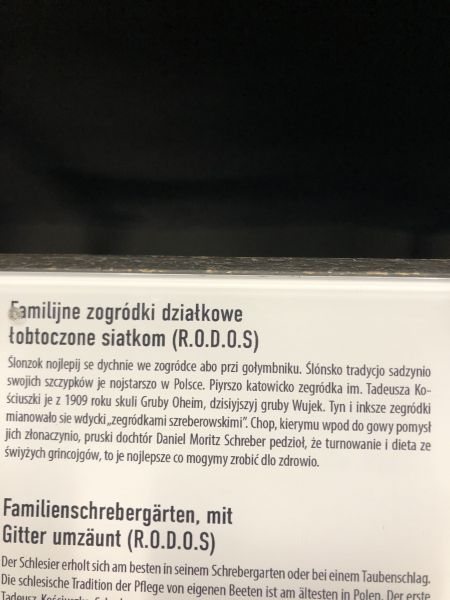 Familijne zogródki działkowe
łobtoczone siatkom (R.O.D.O.S)
Ślonzok nojlepij se dychnie we zogródce abo przi gołymbniku. Ślónsko tradycjo sadzynio
swojich szczypków je nojstarszo w Polsce. Piyrszo katowicko zegródka im. Tadeusza Ko-
ściuszki je z 1909 roku skuli Gruby Oheim, dzisiyjszyj gruby Wujek. Tyn i inksze zegródki
mianowało sie wdycki „zegródkami szreberowskimi”. Chop, kierymu wpod do gowy pomysł
jich złonaczynio, pruski dochtór Daniel Moritz Schreber pedzioł, że turnowanie i dieta ze
świyżych grincojgów, to je nojlepsze co mogymy zrobić dlo zdrowio.
Familienschrebergärten, mit
Gitter umzäunt (R.O.D.O.S)
Der Schlesier erholt sich am besten in seinem Schrebergarten oder bei einem Taubenschlag.
Die schlesische Tradition der Pflege von eigenen Beeten ist am ältesten in Polen. Der erste